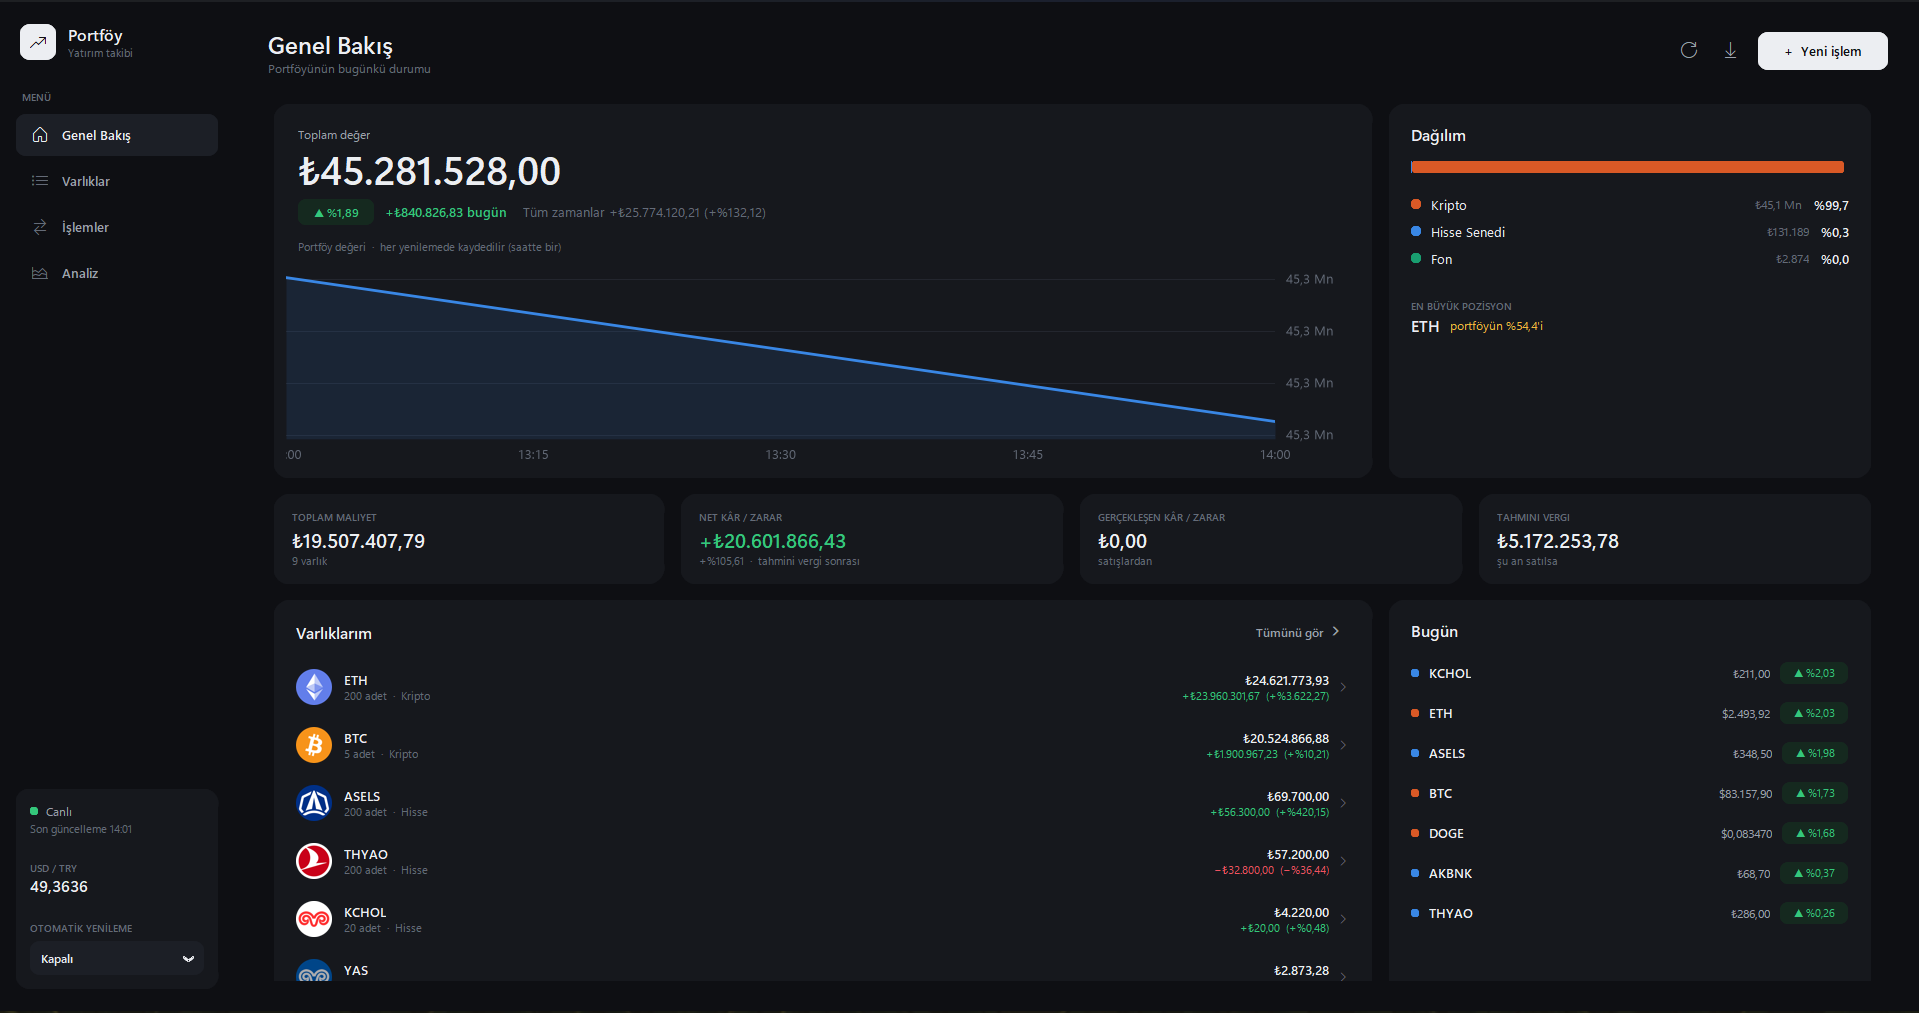 Portföy
Yatırım takibi
MENÜ
Genel Bakış
Varlıklar
İşlemler
Analiz
Canlı
Son güncelleme 14:01
USD / TRY
49,3636
OTOMATİK YENİLEME
Kapalı
Genel Bakış
Portföyünün bugünkü durumu
+ Yeni işlem
Toplam değer
₺45.281.528,00
▲ %1,89 +₺840.826,83 bugün Tüm zamanlar +₺25.774.120,21 (+%132,12)
Portföy değeri · her yenilemede kaydedilir (saatte bir)
45,3 Mn
45,3 Mn
45,3 Mn
45,3 Mn
:00 13:15 13:30 13:45 14:00
Dağılım
Kripto ₺45,1 Mn %99,7
Hisse Senedi ₺131.189 %0,3
Fon ₺2.874 %0,0
EN BÜYÜK POZİSYON
ETH portföyün %54,4'i
TOPLAM MALIYET
₺19.507.407,79
9 varlık
NET KÂR / ZARAR
+₺20.601.866,43
+%105,61 · tahmini vergi sonrası
GERÇEKLEŞEN KÂR / ZARAR
₺0,00
satışlardan
TAHMINI VERGI
₺5.172.253,78
şu an satılsa
Varlıklarım
Tümünü gör
ETH ₺24.621.773,93
200 adet · Kripto +₺23.960.301,67 (+%3.622,27)
BTC ₺20.524.866,88
5 adet · Kripto +₺1.900.967,23 (+%10,21)
ASELS ₺69.700,00
200 adet · Hisse +₺56.300,00 (+%420,15)
THYAO ₺57.200,00
200 adet · Hisse −₺32.800,00 (−%36,44)
KCHOL ₺4.220,00
20 adet · Hisse +₺20,00 (+%0,48)
YAS ₺2.873,28
Bugün
KCHOL ₺211,00 ▲ %2,03
ETH $2.493,92 ▲ %2,03
ASELS ₺348,50 ▲ %1,98
BTC $83.157,90 ▲ %1,73
DOGE $0,083470 ▲ %1,68
AKBNK ₺68,70 ▲ %0,37
THYAO ₺286,00 ▲ %0,26